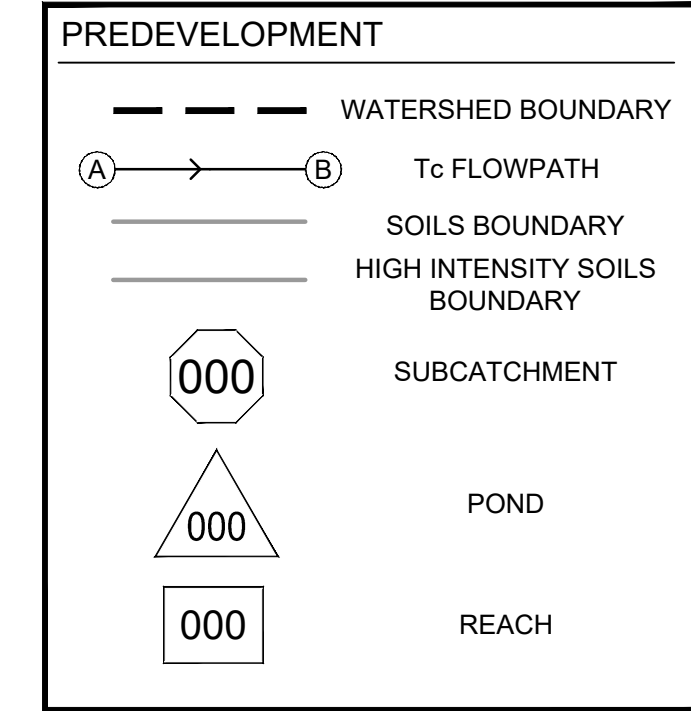 PREDEVELOPMENT
WATERSHED BOUNDARY
A B Tc FLOWPATH
SOILS BOUNDARY
HIGH INTENSITY SOILS
BOUNDARY
000 SUBCATCHMENT
000 POND
000 REACH